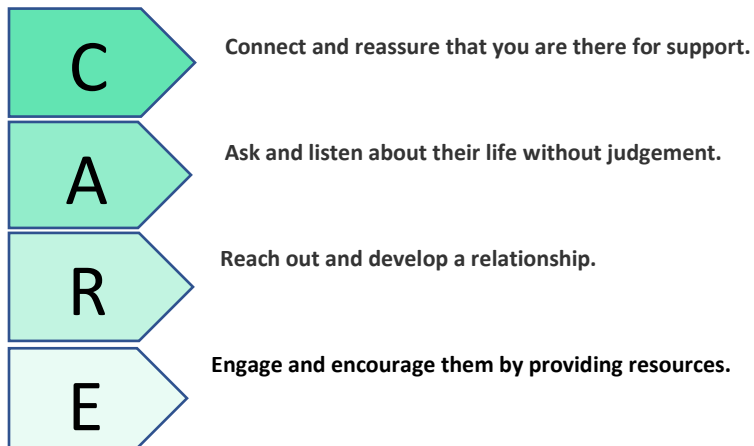 C
Connect and reassure that you are there for support.
A
Ask and listen about their life without judgement.
R
Reach out and develop a relationship.
E
Engage and encourage them by providing resources.